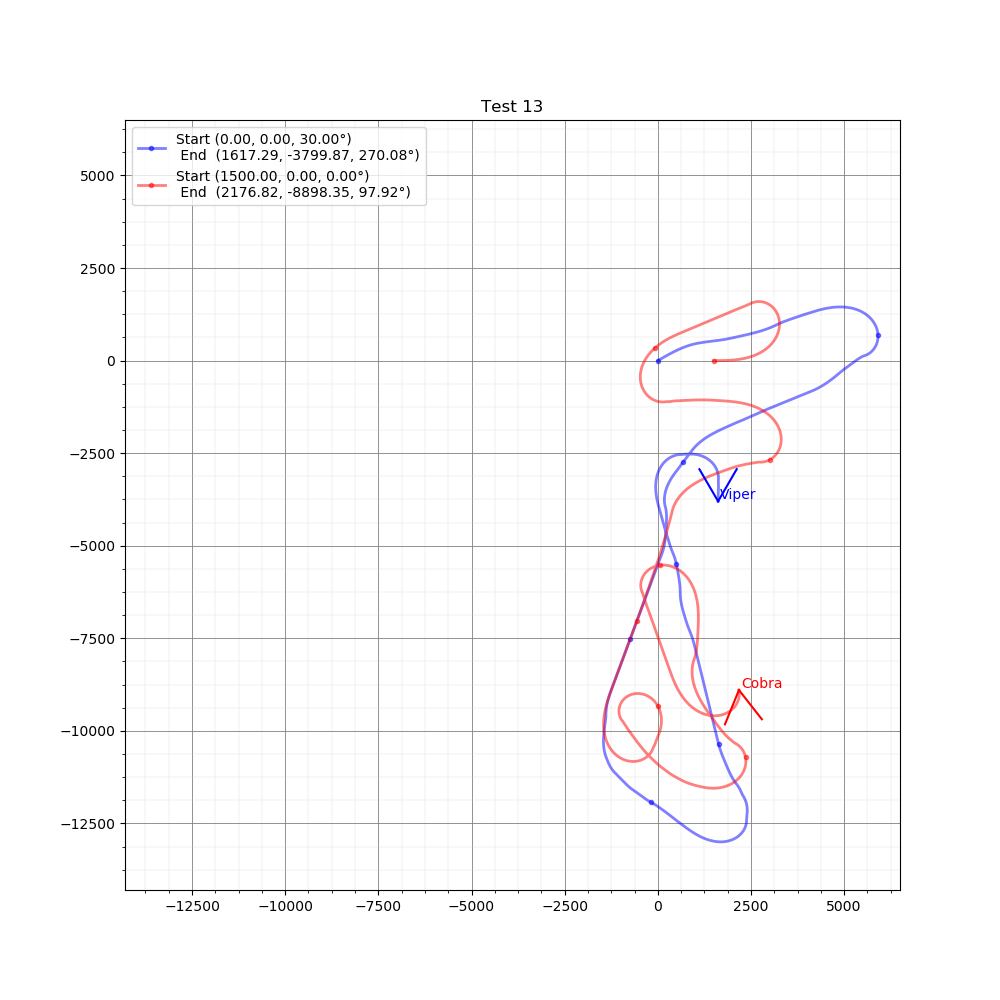 Test 13
Start (0.00, 0.00, 30.00°)
End (1617.29, -3799.87, 270.08°)
Start (1500.00, 0.00, 0.00°)
End (2176.82, -8898.35, 97.92°)
5000
2500
0
−2500
−5000
−7500
−10000
−12500
Viper
Cobra
−12500 −10000 −7500 −5000 −2500 0 2500 5000